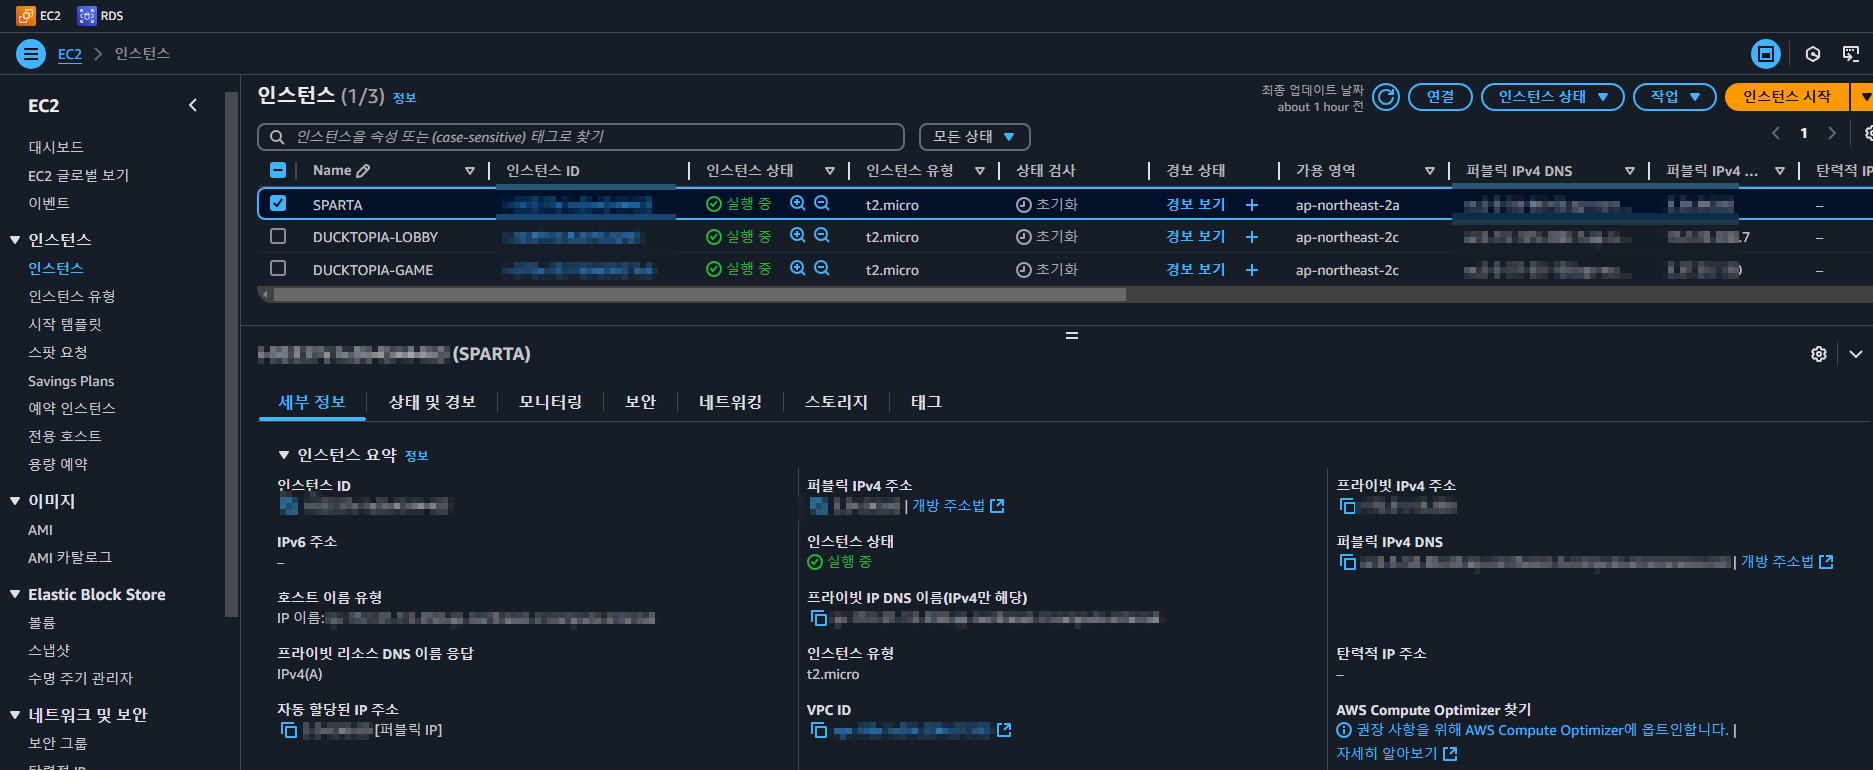 EC2 RDS
EC2 > 인스턴스
EC2
대시보드
EC2 글로벌 보기
이벤트
인스턴스
인스턴스
인스턴스 유형
시작 템플릿
스팟 요청
Savings Plans
예약 인스턴스
전용 호스트
용량 예약
이미지
AMI
AMI 카탈로그
Elastic Block Store
볼륨
스냅샷
수명 주기 관리자
네트워크 및 보안
보안 그룹
인스턴스 (1/3) 정보
최종 업데이트 날짜
about 1 hour 전
연결 인스턴스 상태 작업 인스턴스 시작
인스턴스을 속성 또는 (case-sensitive) 태그로 찾기 모든 상태 1
Name 인스턴스 ID 인스턴스 상태 인스턴스 유형 상태 검사 경보 상태 가용 영역 퍼블릭 IPv4 DNS 퍼블릭 IPv4 ... 탄력적 IP
SPARTA 실행 중 t2.micro 초기화 경보 보기 + ap-northeast-2a –
DUCKTOPIA-LOBBY 실행 중 t2.micro 초기화 경보 보기 + ap-northeast-2c .7 –
DUCKTOPIA-GAME 실행 중 t2.micro 초기화 경보 보기 + ap-northeast-2c –
(SPARTA)
세부 정보 상태 및 경보 모니터링 보안 네트워킹 스토리지 태그
인스턴스 요약 정보
인스턴스 ID
퍼블릭 IPv4 주소
| 개방 주소법
프라이빗 IPv4 주소
IPv6 주소
–
인스턴스 상태
실행 중
퍼블릭 IPv4 DNS
| 개방 주소법
호스트 이름 유형
IP 이름:
프라이빗 IP DNS 이름(IPv4만 해당)
프라이빗 리소스 DNS 이름 응답
IPv4(A)
인스턴스 유형
t2.micro
탄력적 IP 주소
–
자동 할당된 IP 주소
[퍼블릭 IP]
VPC ID
AWS Compute Optimizer 찾기
권장 사항을 위해 AWS Compute Optimizer에 옵트인합니다. |
자세히 알아보기